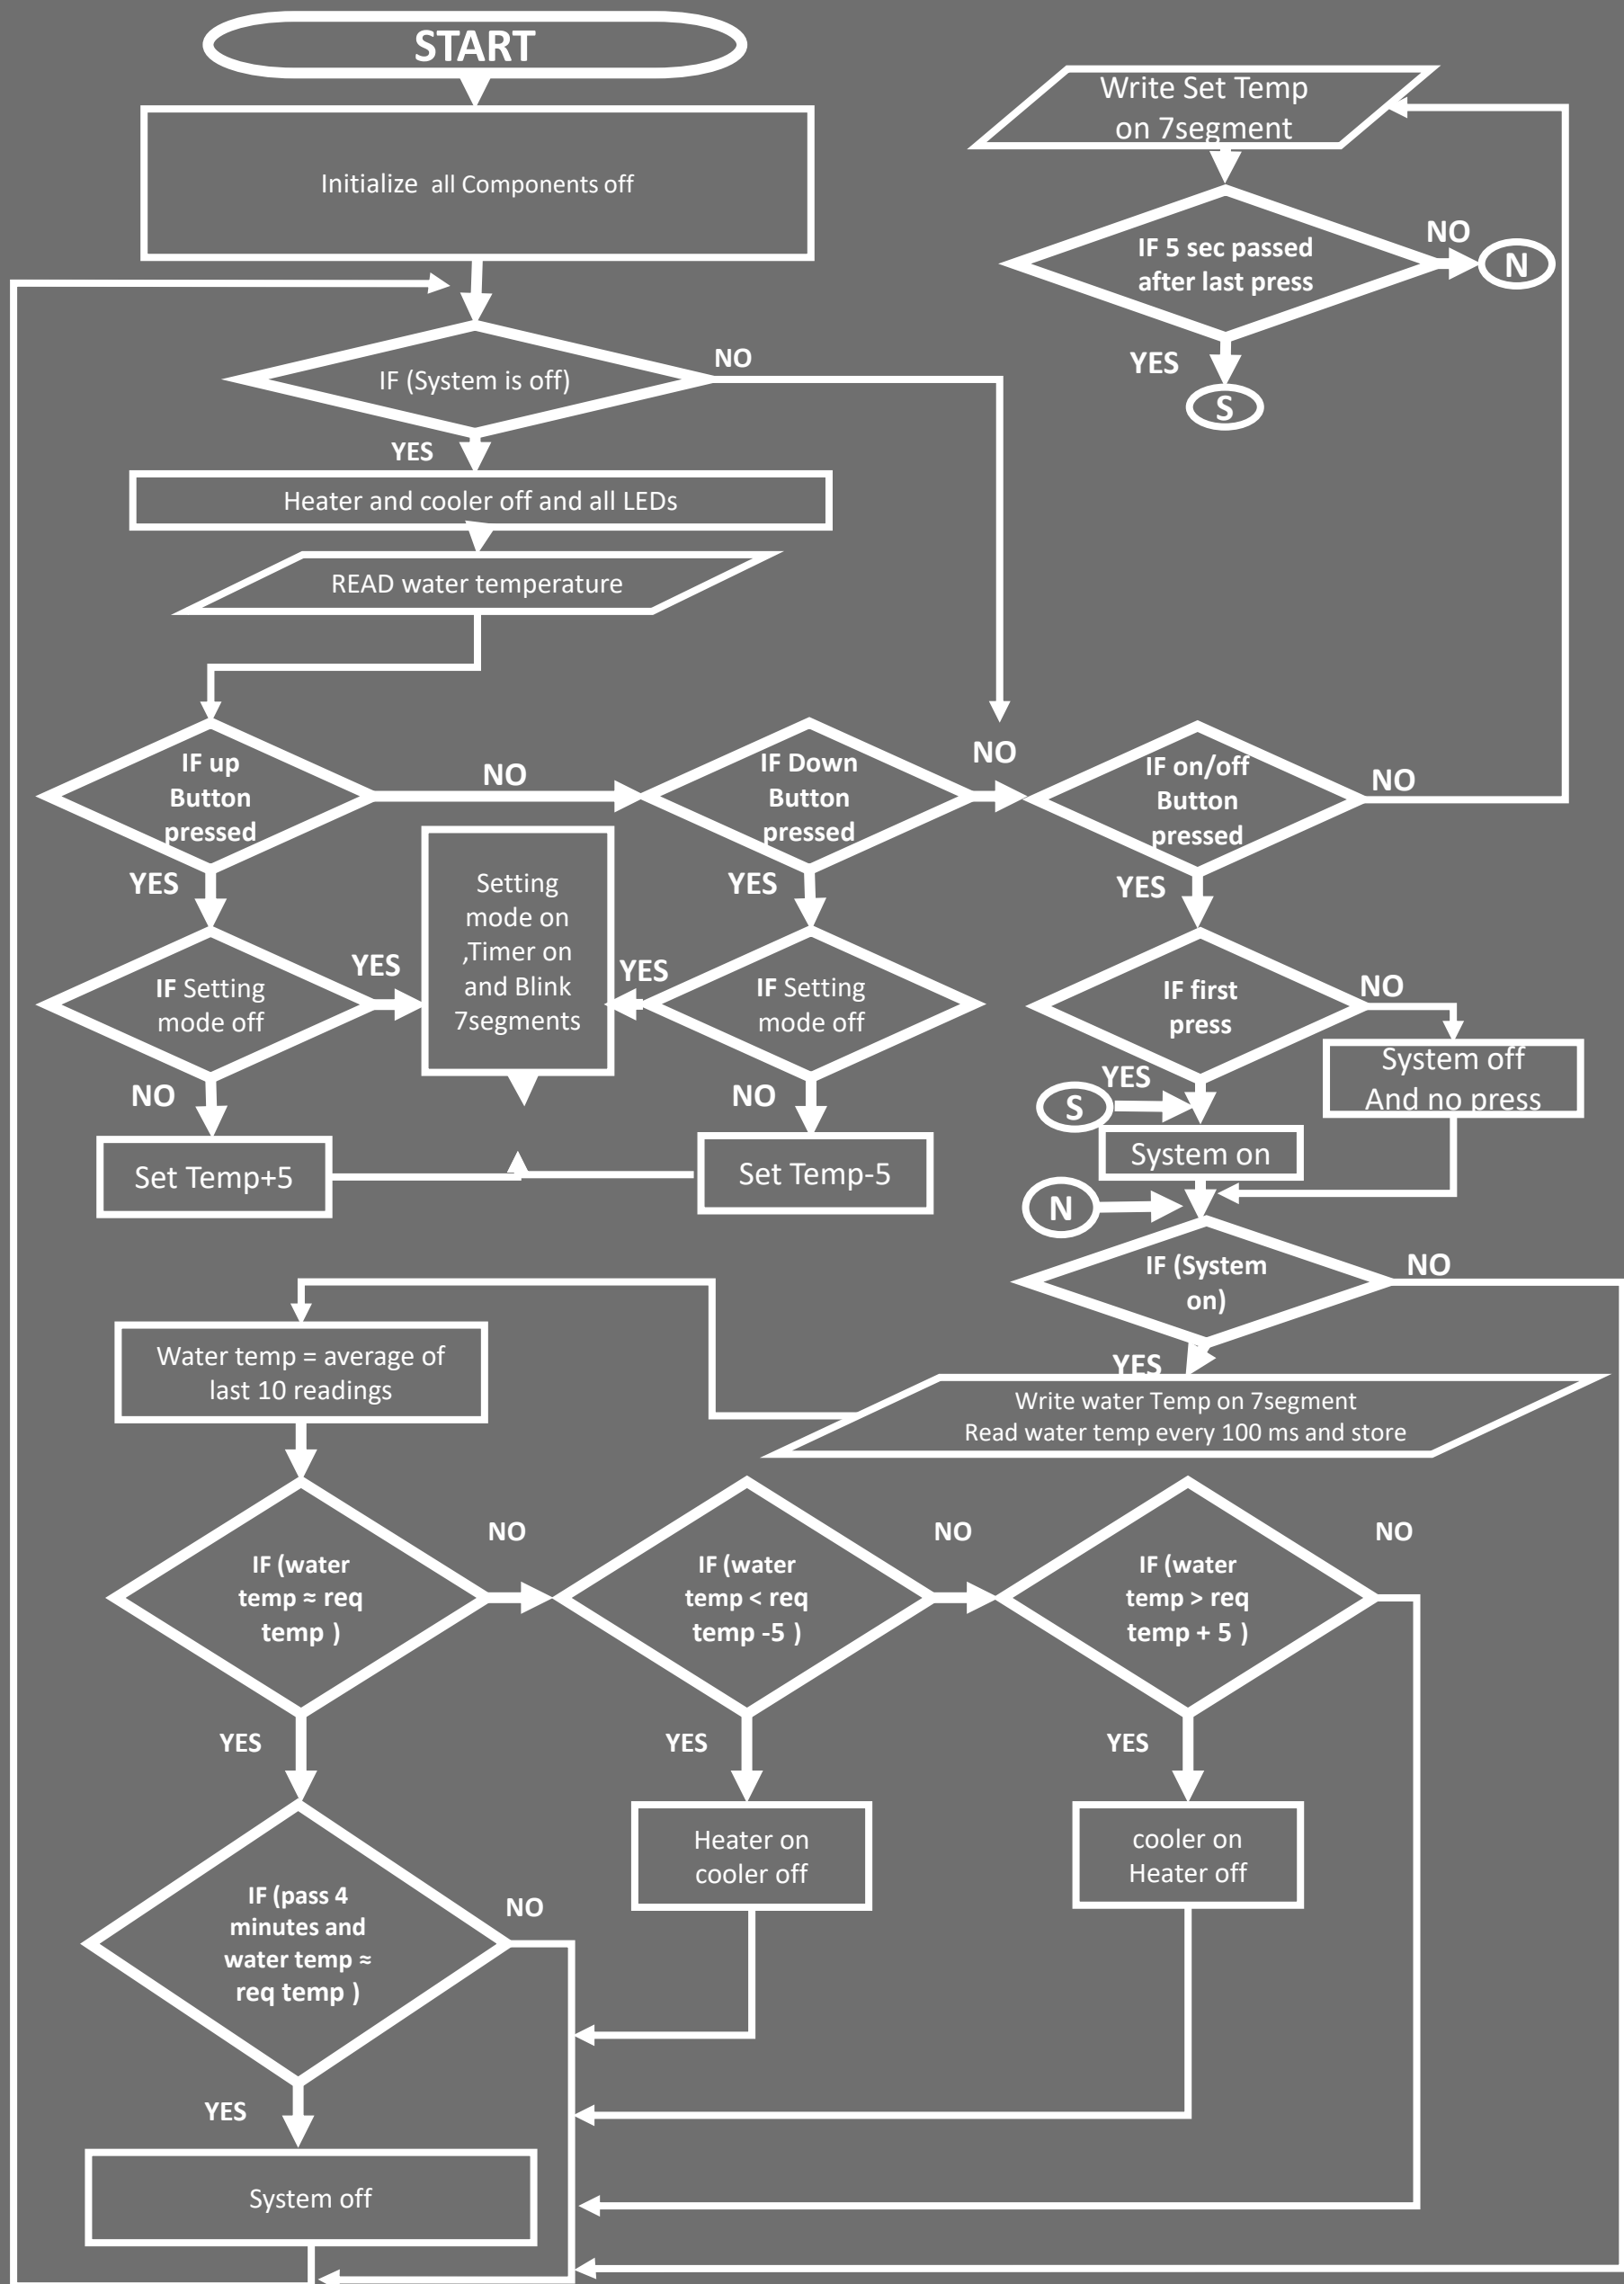 START
Initialize all Components off
IF (System is off)
NO
YES
Heater and cooler off and all LEDs
READ water temperature
Write Set Temp
on 7segment
IF 5 sec passed
after last press
NO
N
YES
S
IF up
Button
pressed
NO
YES
IF Down
Button
pressed
NO
YES
IF on/off
Button
pressed
NO
YES
IF Setting
mode off
YES
NO
Setting
mode on
,Timer on
and Blink
7segments
IF Setting
mode off
YES
NO
IF first
press
NO
YES
System off
And no press
S
Set Temp+5
Set Temp-5
System on
N
IF (System
on)
NO
YES
Write water Temp on 7segment
Read water temp every 100 ms and store
Water temp = average of
last 10 readings
IF (water
temp ≈ req
temp )
NO
YES
IF (water
temp < req
temp -5 )
NO
YES
IF (water
temp > req
temp + 5 )
NO
YES
Heater on
cooler off
cooler on
Heater off
IF (pass 4
minutes and
water temp ≈
req temp )
NO
YES
System off